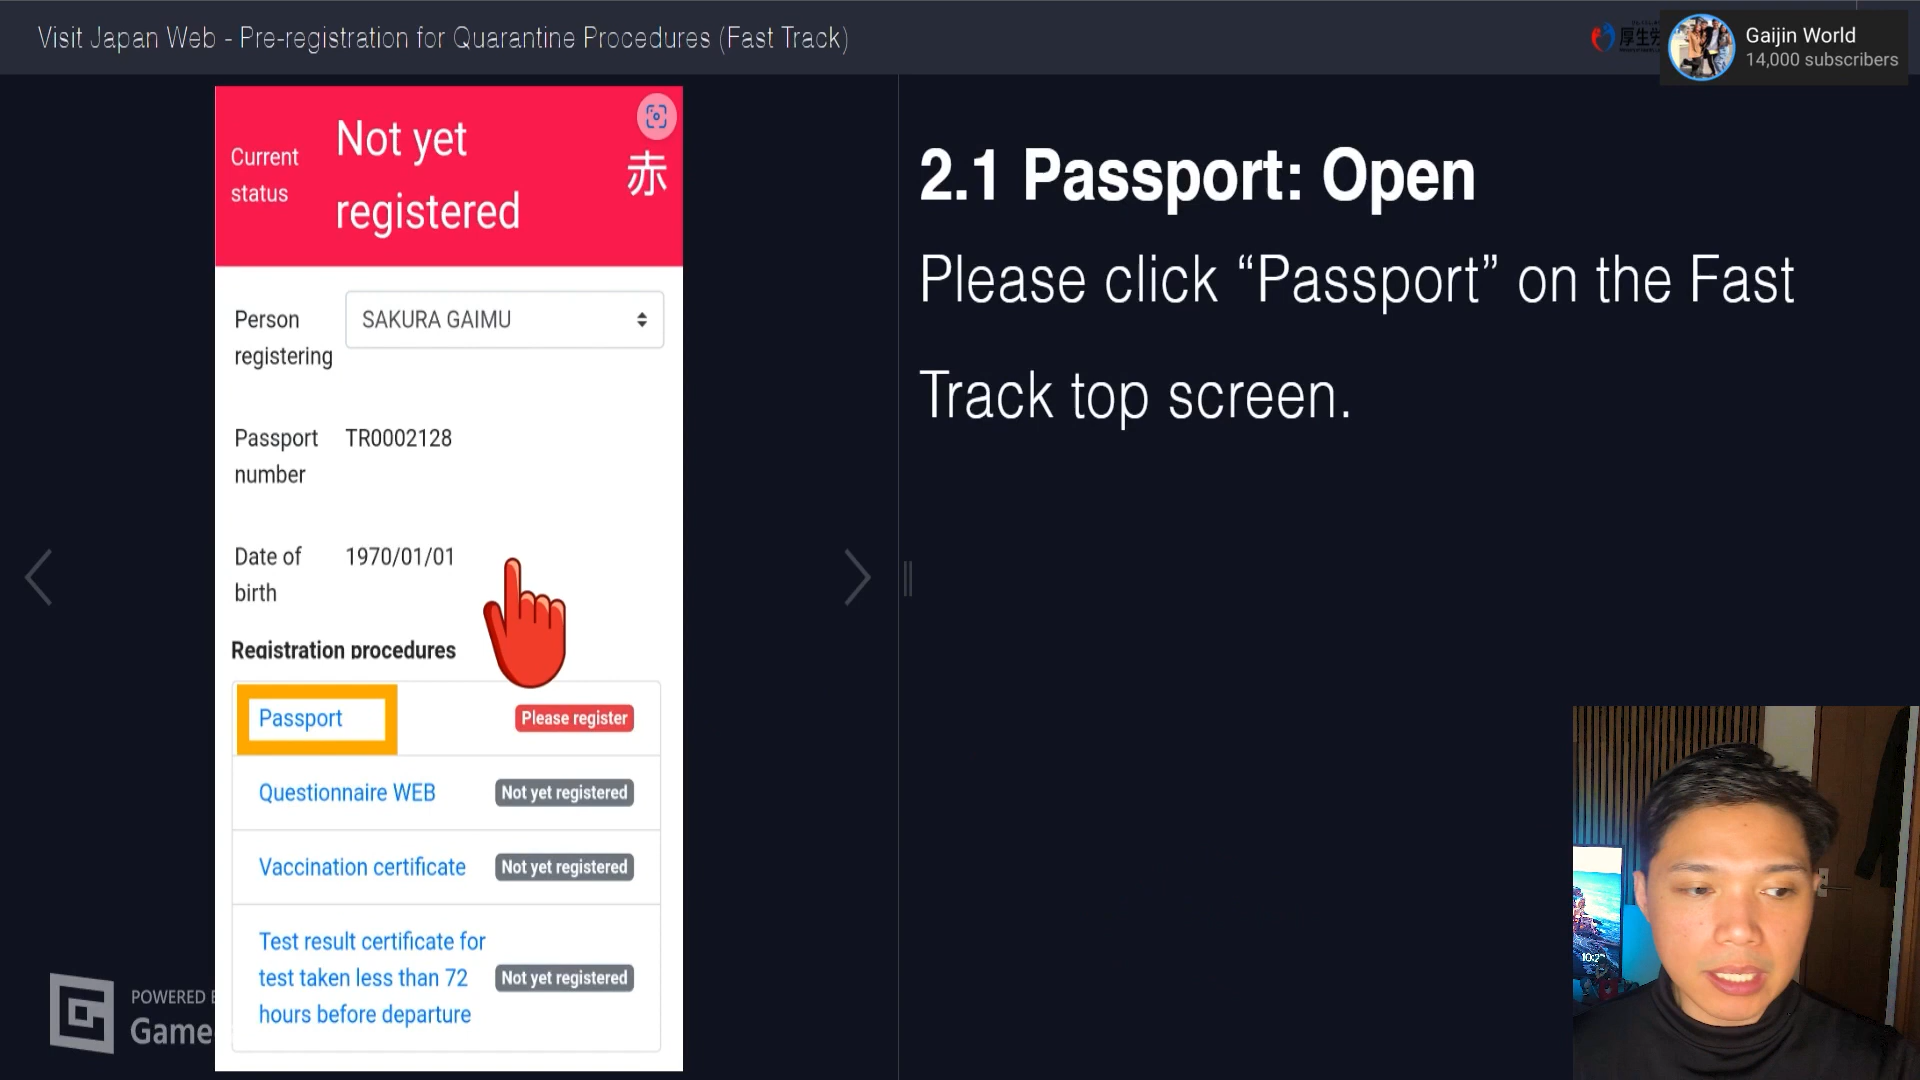 Visit Japan Web - Pre-registration for Quarantine Procedures (Fast Track)
厚生労
Gaijin World
14,000 subscribers
Current
status
Not yet
registered
赤
Person
registering
SAKURA GAIMU
Passport
number
TR0002128
Date of
birth
1970/01/01
Registration procedures
Passport
Please register
Questionnaire WEB
Not yet registered
Vaccination certificate
Not yet registered
Test result certificate for
test taken less than 72
hours before departure
Not yet registered
POWERED
Game
2.1 Passport: Open
Please click “Passport” on the Fast
Track top screen.